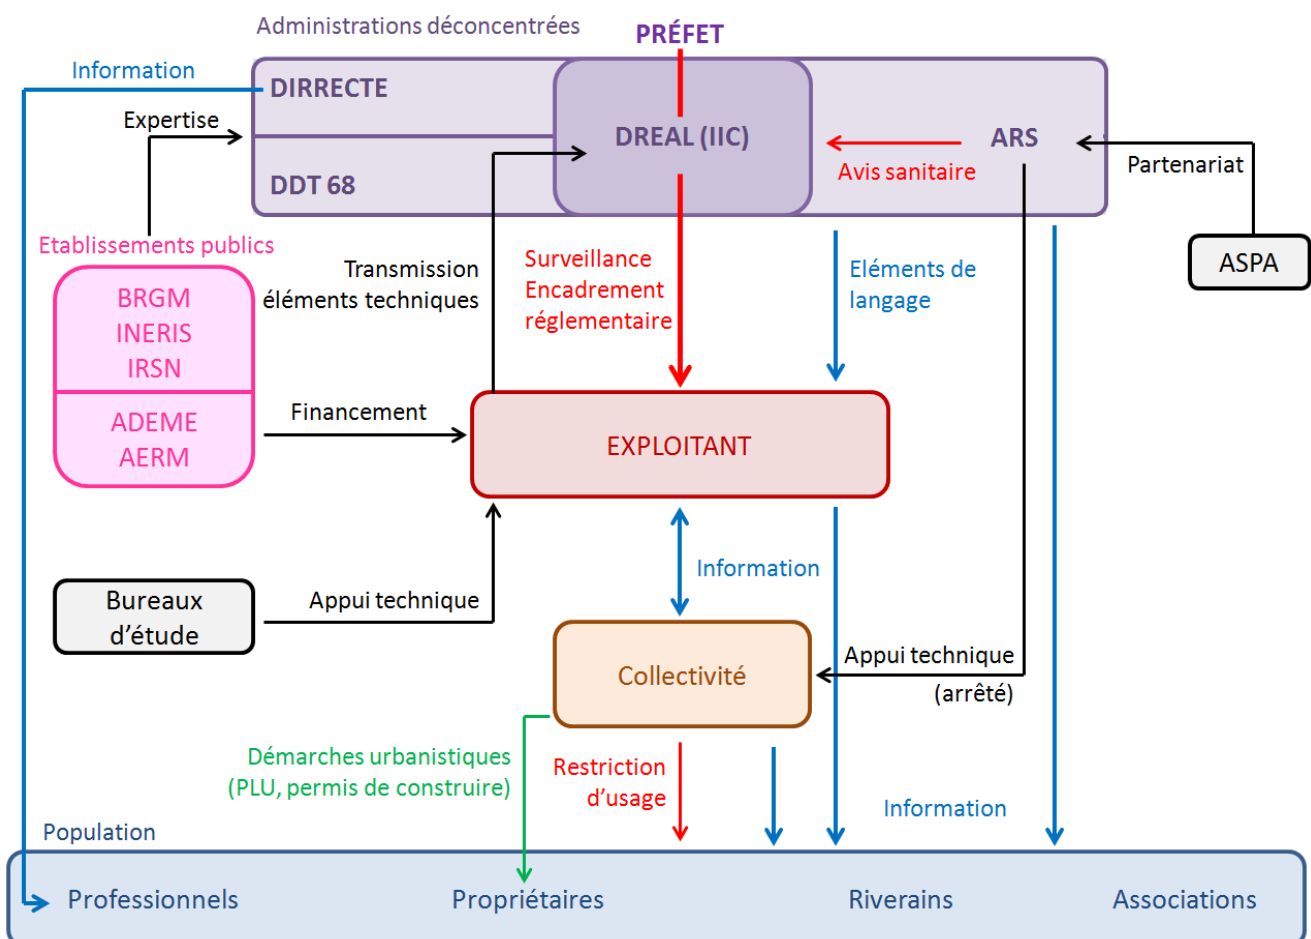 Administrations déconcentrées
PRÉFET
Information
DIRRECTE
Expertise
DREAL (IIC)
ARS
Avis sanitaire
Partenariat
DDT 68
Etablissements publics
BRGM
INERIS
IRSN
ADEME
AERM
Transmission
éléments techniques
Surveillance
Encadrement
réglementaire
Eléments de
langage
ASPA
Financement
EXPLOITANT
Information
Bureaux
d'étude
Appui technique
Collectivité
Appui technique
(arrêté)
Démarches urbanistiques
(PLU, permis de construire)
Restriction
d'usage
Information
Population
Professionnels
Propriétaires
Riverains
Associations